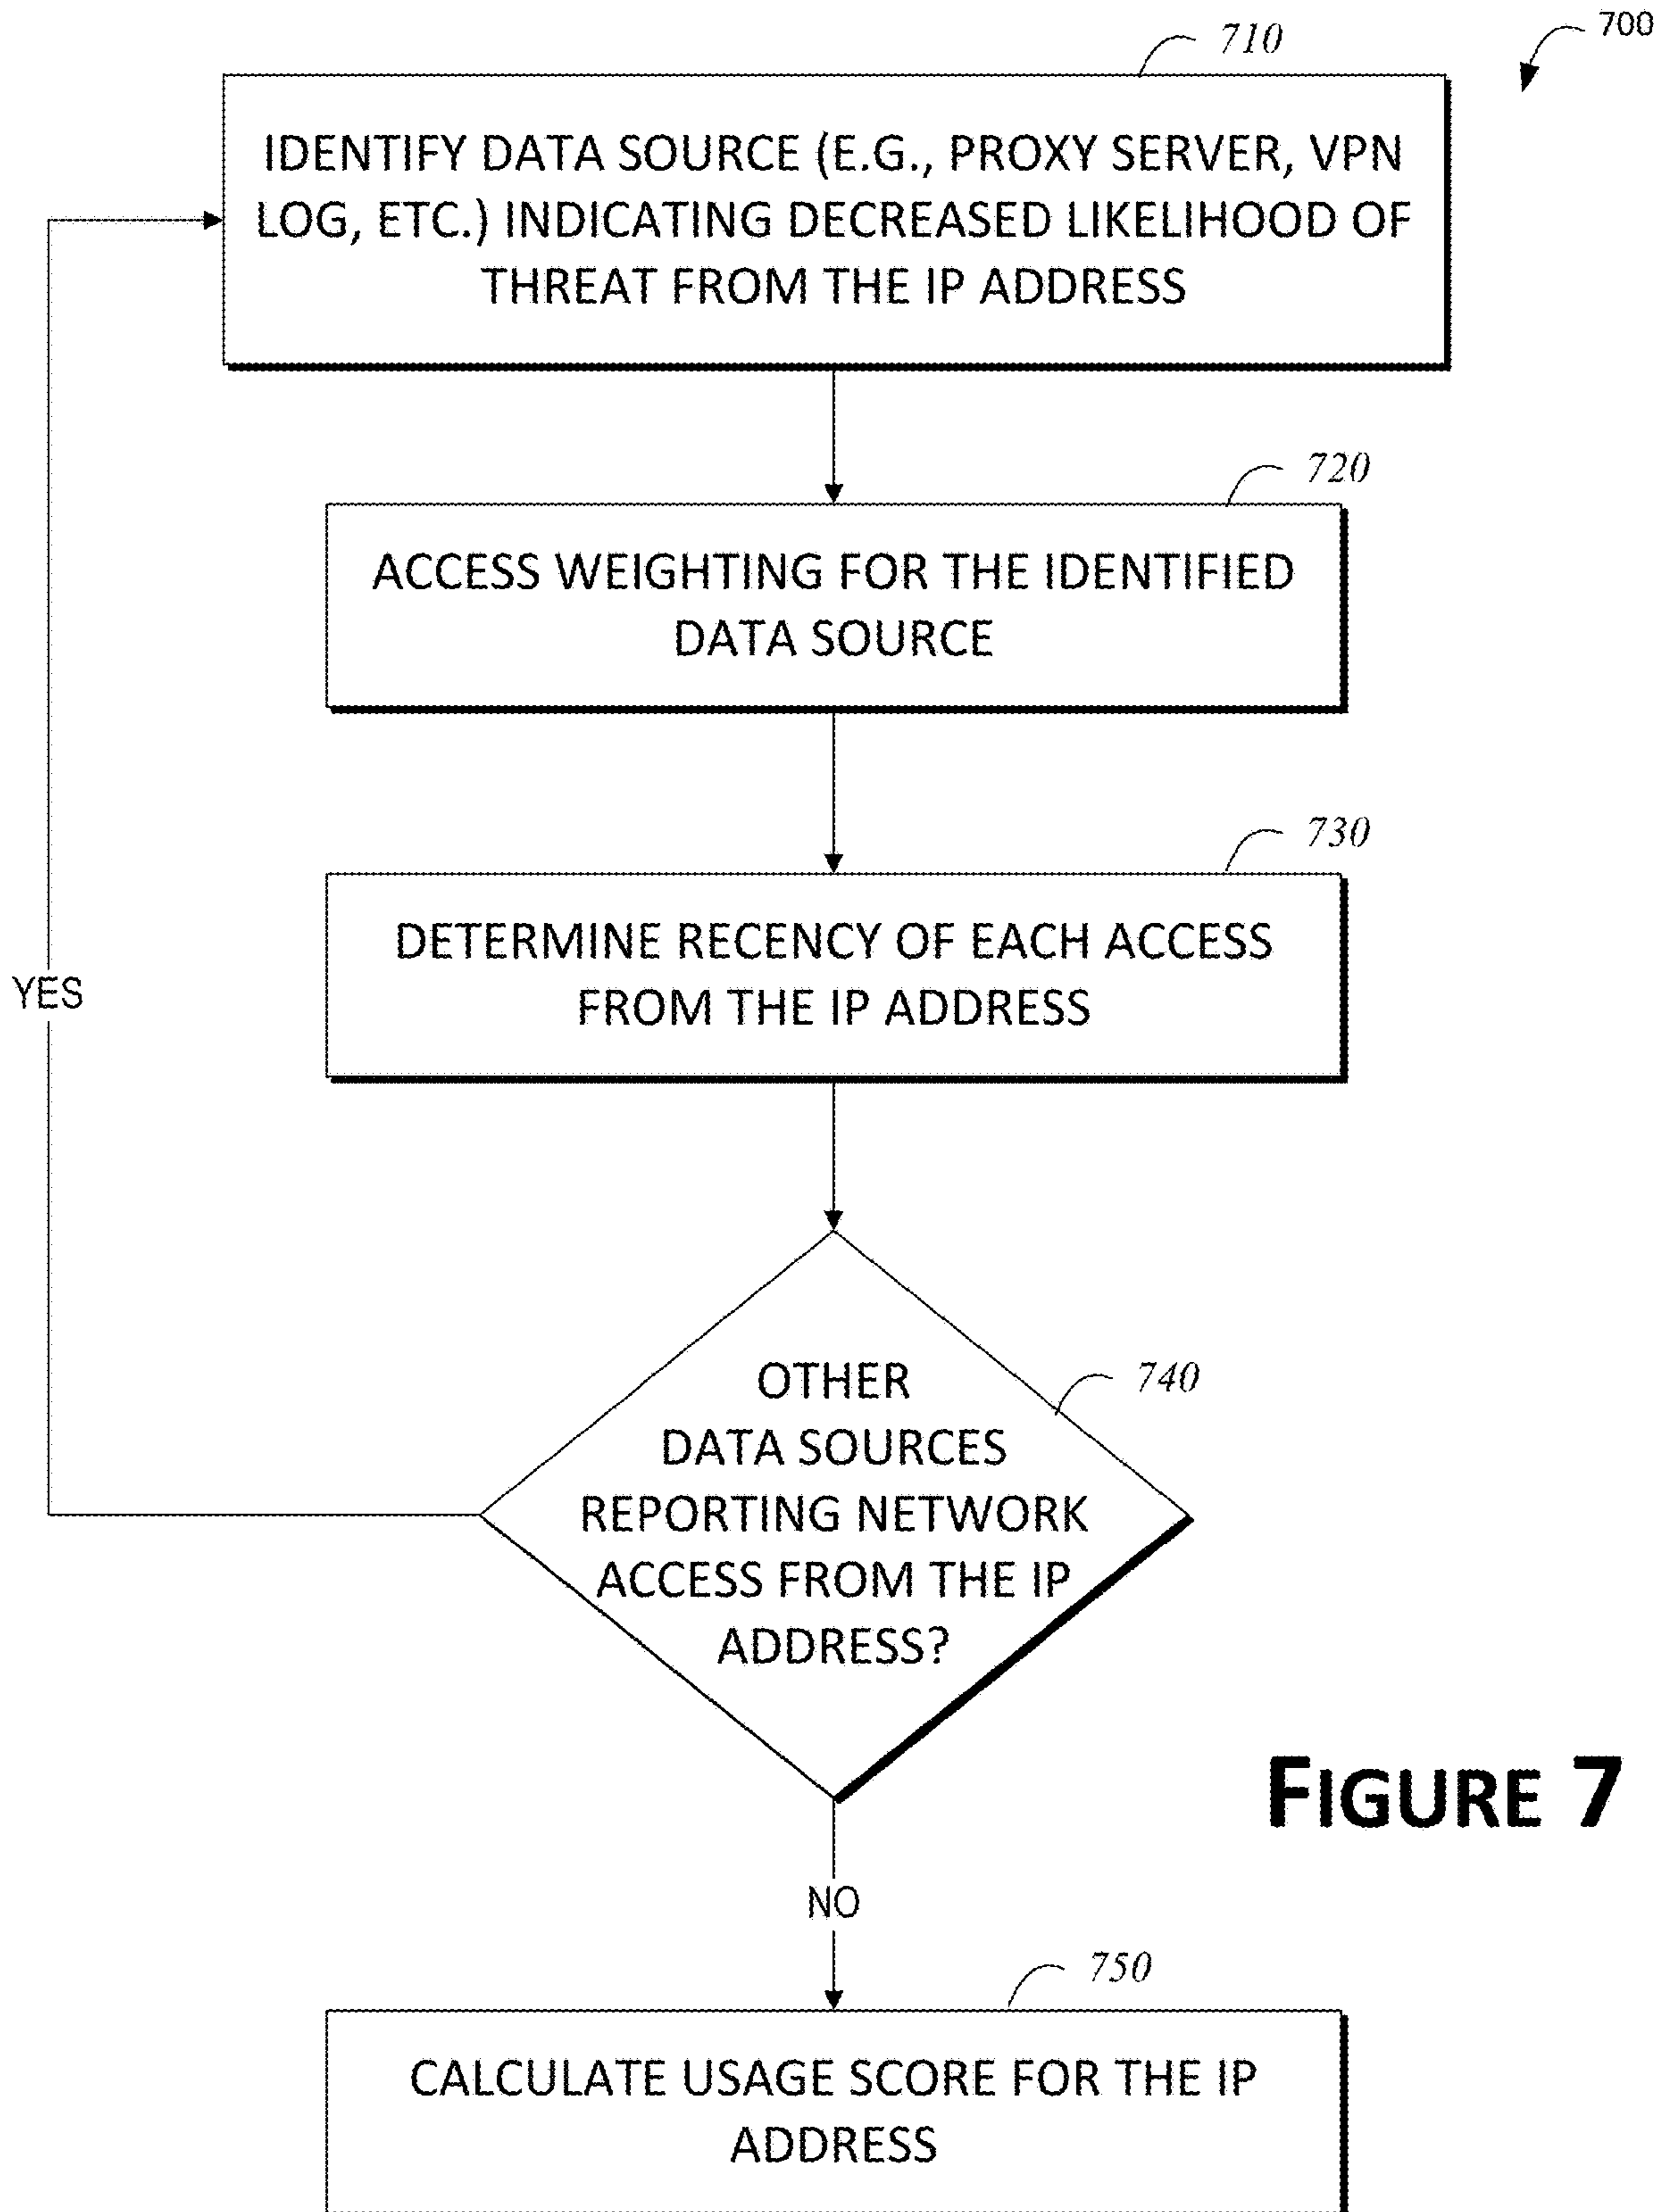 700
710
IDENTIFY DATA SOURCE (E.G., PROXY SERVER, VPN
LOG, ETC.) INDICATING DECREASED LIKELIHOOD OF
THREAT FROM THE IP ADDRESS
720
ACCESS WEIGHTING FOR THE IDENTIFIED
DATA SOURCE
730
DETERMINE RECENCY OF EACH ACCESS
FROM THE IP ADDRESS
YES
740
OTHER
DATA SOURCES
REPORTING NETWORK
ACCESS FROM THE IP
ADDRESS?
FIGURE 7
NO
750
CALCULATE USAGE SCORE FOR THE IP
ADDRESS